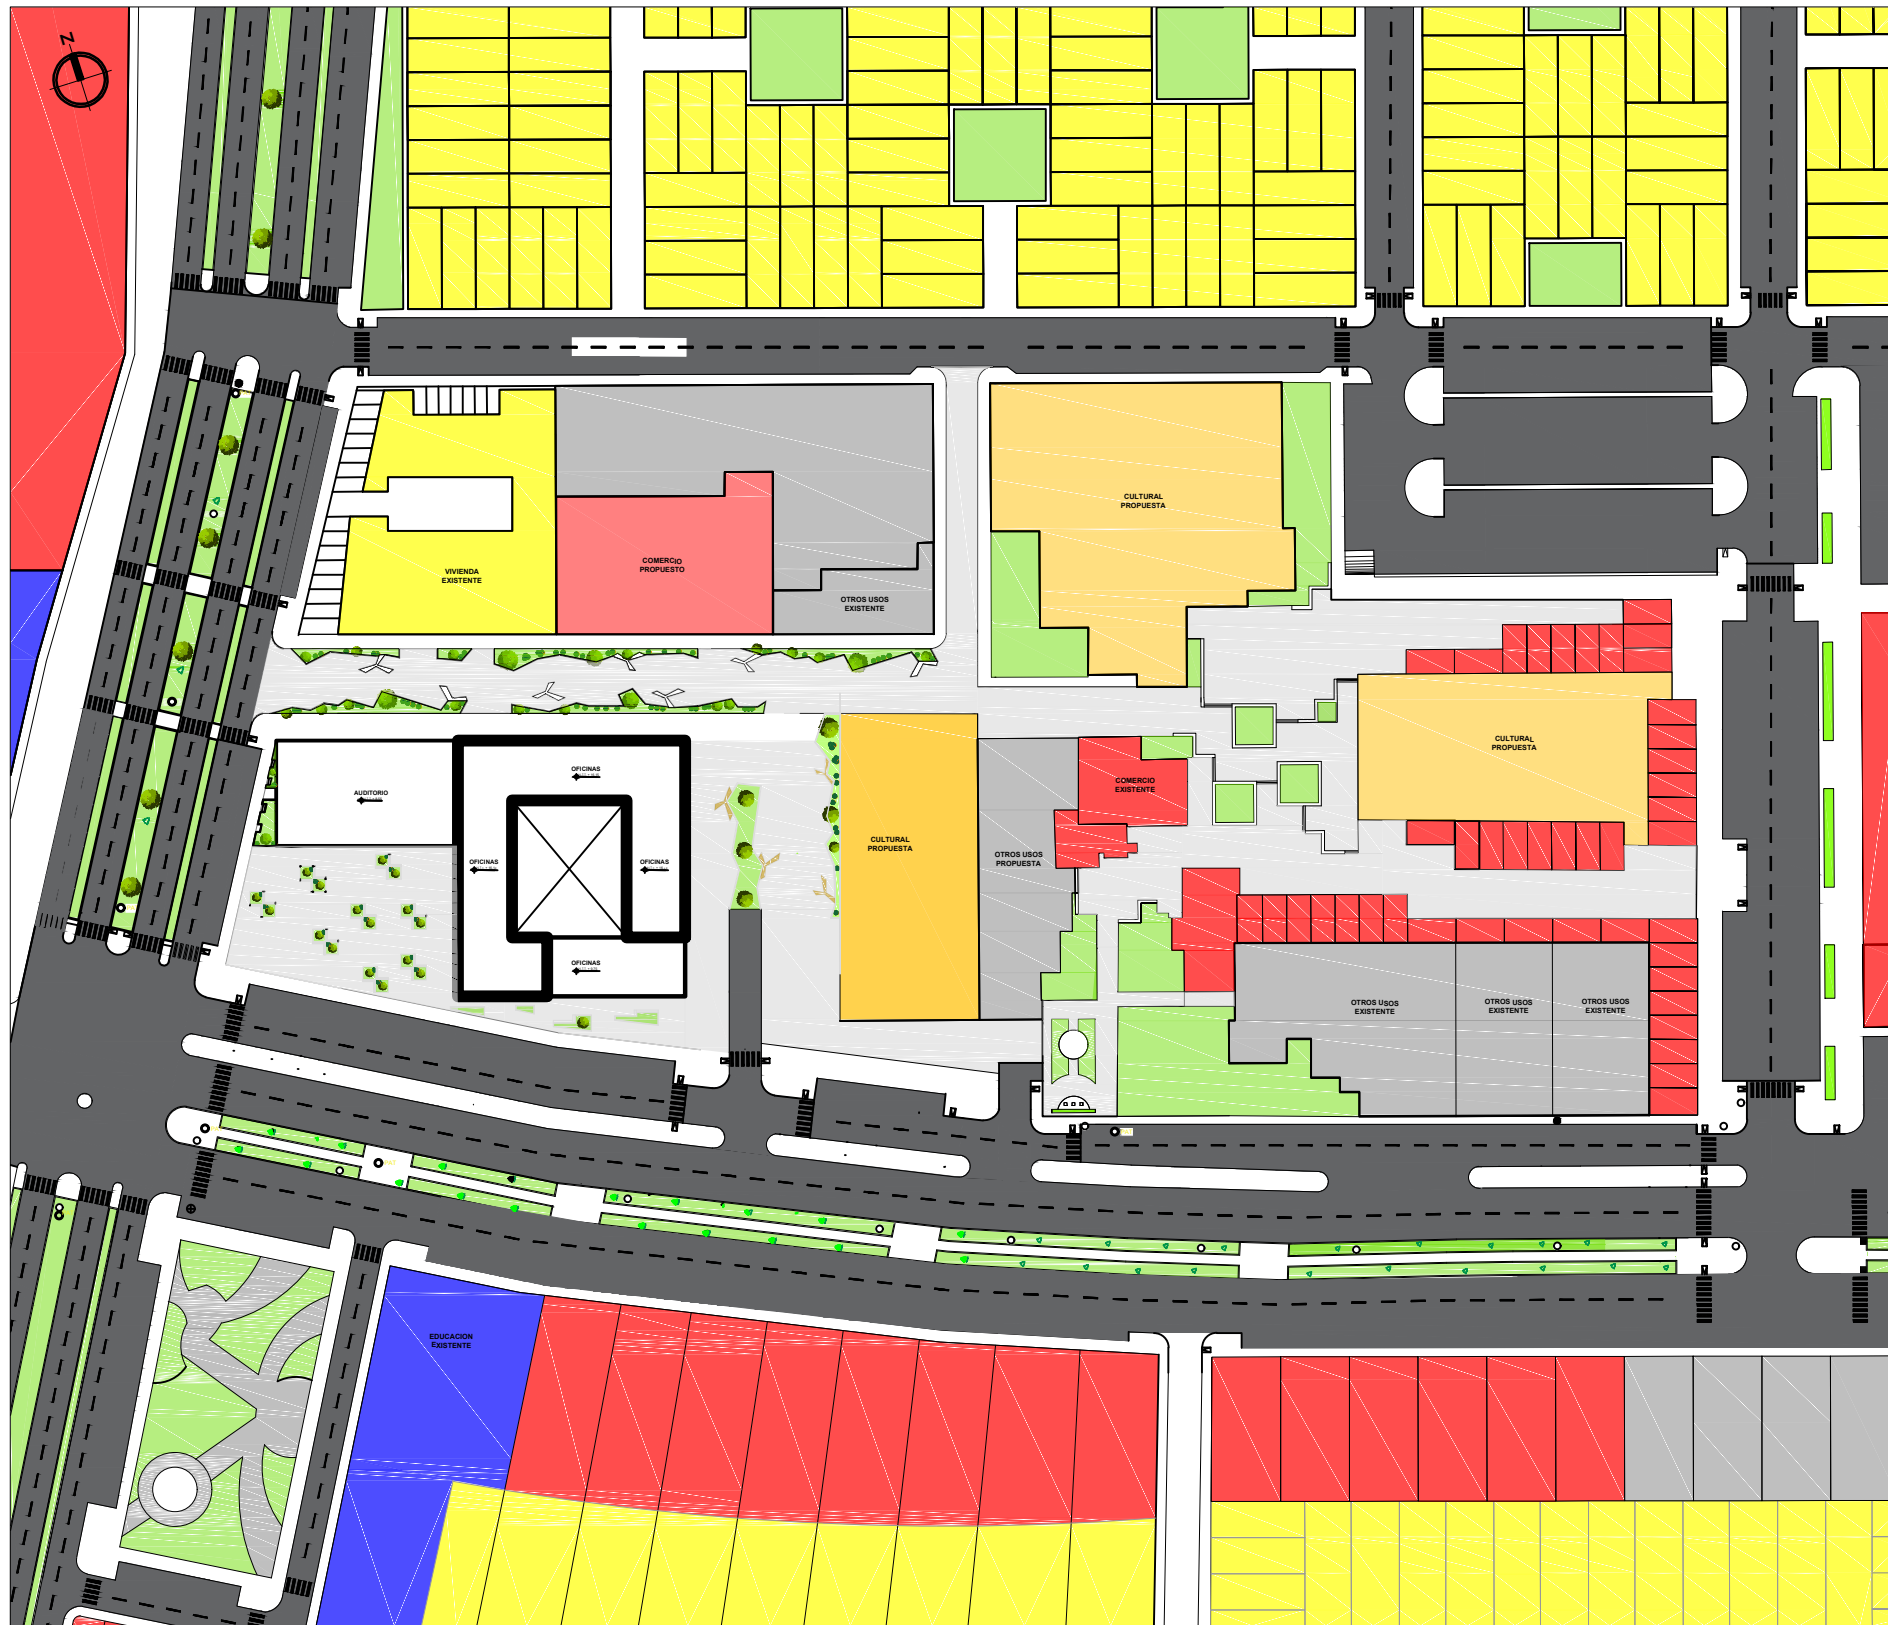 N
CULTURAL
PROPUESTA
COMERCIO
PROPUESTO
VIVIENDA
EXISTENTE
OTROS USOS
EXISTENTE
CULTURAL
PROPUESTA
OFICINAS
AUDITORIO
COMERCIO
EXISTENTE
CULTURAL
PROPUESTA
OTROS USOS
PROPUESTA
OFICINAS
OFICINAS
OFICINAS
OTROS USOS
EXISTENTE
OTROS USOS
EXISTENTE
OTROS USOS
EXISTENTE
EDUCACION
EXISTENTE